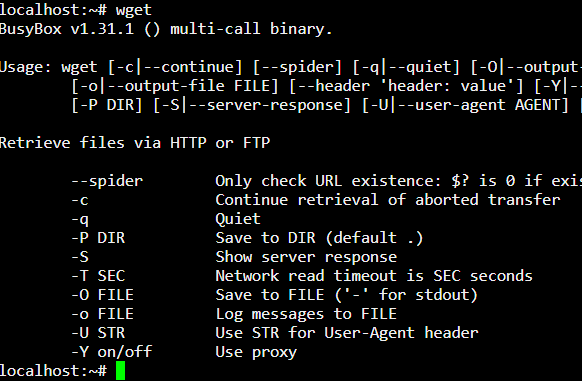 localhost:~# wget
BusyBox v1.31.1 () multi-call binary.
Usage: wget [-c|--continue] [--spider] [-q|--quiet] [-O|--output-
[-o|--output-file FILE] [--header 'header: value'] [-Y|--
[-P DIR] [-S|--server-response] [-U|--user-agent AGENT] [
Retrieve files via HTTP or FTP
--spider Only check URL existence: $? is 0 if exis
-c Continue retrieval of aborted transfer
-q Quiet
-P DIR Save to DIR (default .)
-S Show server response
-T SEC Network read timeout is SEC seconds
-O FILE Save to FILE ('-' for stdout)
-o FILE Log messages to FILE
-U STR Use STR for User-Agent header
-Y on/off Use proxy
localhost:~#